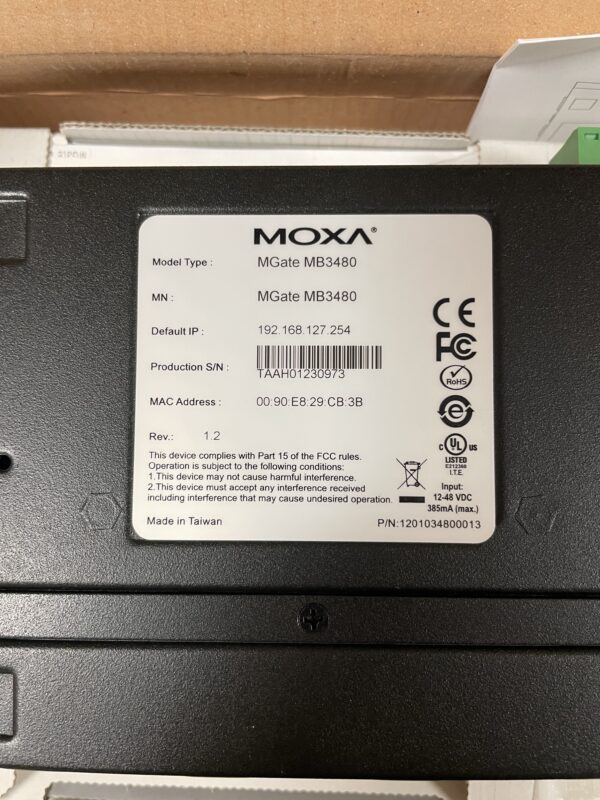 MOXA®
Model Type : MGate MB3480
MN : MGate MB3480
Default IP : 192.168.127.254
Production S/N : TAAH01230973
MAC Address : 00:90:E8:29:CB:3B
Rev.: 1.2
This device complies with Part 15 of the FCC rules.
Operation is subject to the following conditions:
1.This device may not cause harmful interference.
2.This device must accept any interference received
including interference that may cause undesired operation.
Made in Taiwan
CE
FC
RoHS
e
c UL us
LISTED
E212360
I.T.E.
Input:
12-48 VDC
385mA (max.)
P/N:1201034800013